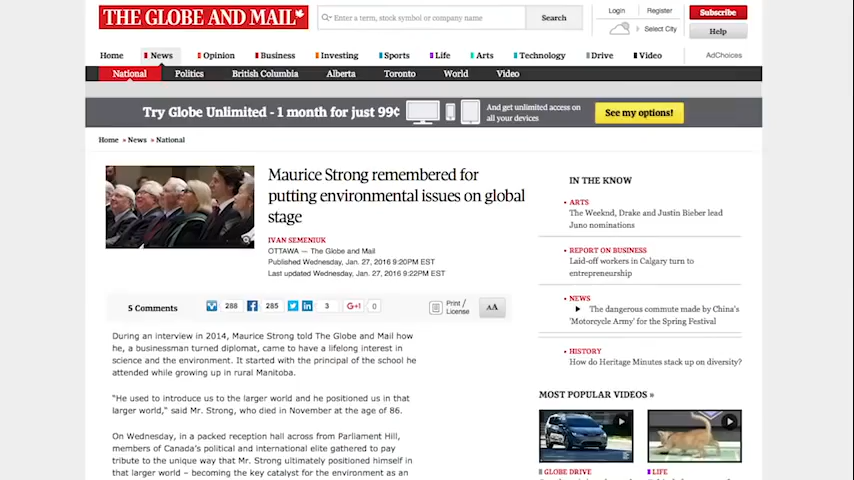 THE GLOBE AND MAIL
Enter a term, stock symbol or company name
Search
Login
Register
Select City
Subscribe
Help
Home
News
Opinion
Business
Investing
Sports
Life
Arts
Technology
Drive
Video
AdChoices
National
Politics
British Columbia
Alberta
Toronto
World
Video
Try Globe Unlimited - 1 month for just 99¢
And get unlimited access on
all your devices
See my options!
Home » News » National
Maurice Strong remembered for
putting environmental issues on global
stage
IVAN SEMENIUK
OTTAWA — The Globe and Mail
Published Wednesday, Jan. 27, 2016 9:20PM EST
Last updated Wednesday, Jan. 27, 2016 9:22PM EST
5 Comments
288
285
3
G+1
0
Print /
License
AA
During an interview in 2014, Maurice Strong told The Globe and Mail how
he, a businessman turned diplomat, came to have a lifelong interest in
science and the environment. It started with the principal of the school he
attended while growing up in rural Manitoba.
"He used to introduce us to the larger world and he positioned us in that
larger world," said Mr. Strong, who died in November at the age of 86.
On Wednesday, in a packed reception hall across from Parliament Hill,
members of Canada's political and international elite gathered to pay
tribute to the unique way that Mr. Strong ultimately positioned himself in
that larger world – becoming the key catalyst for the environment as an
IN THE KNOW
ARTS
The Weeknd, Drake and Justin Bieber lead
Juno nominations
REPORT ON BUSINESS
Laid-off workers in Calgary turn to
entrepreneurship
NEWS
The dangerous commute made by China's
'Motorcycle Army' for the Spring Festival
HISTORY
How do Heritage Minutes stack up on diversity?
MOST POPULAR VIDEOS »
GLOBE DRIVE
LIFE